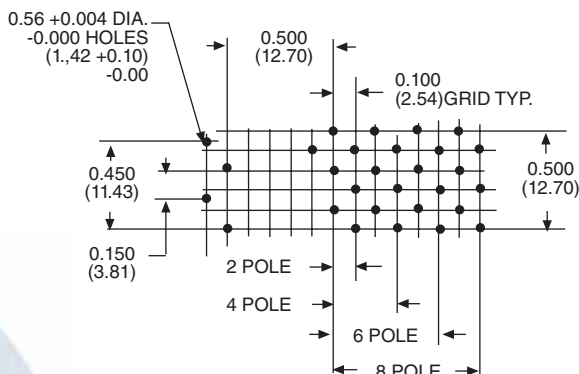 0.56 +0.004 DIA.
-0.000 HOLES
(1.,42 +0.10)
-0.00
0.500
(12.70)
0.100
(2.54)GRID TYP.
0.450
(11.43)
0.500
(12.70)
0.150
(3.81)
2 POLE
4 POLE
6 POLE
8 POLE